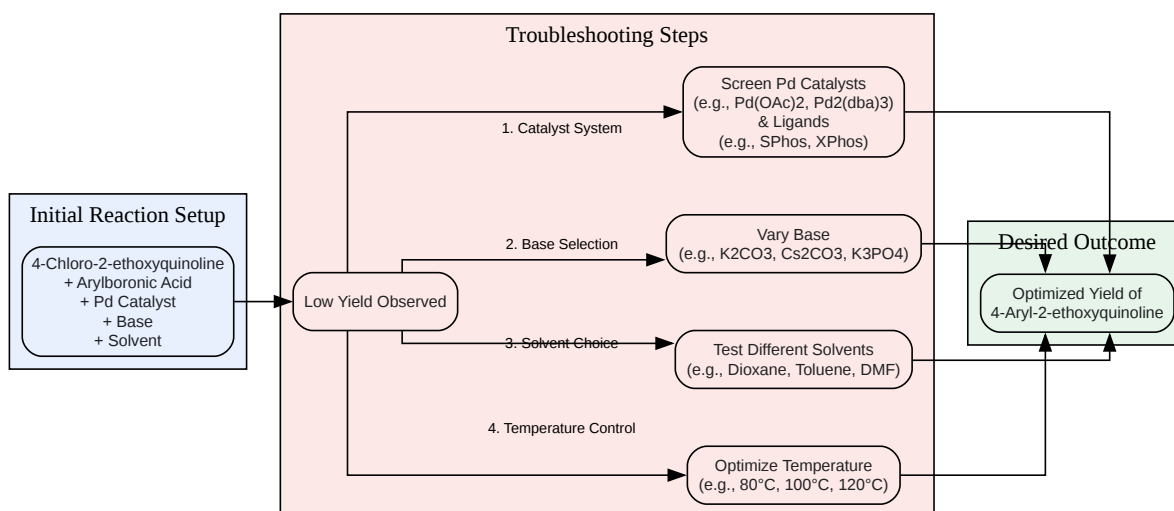 Troubleshooting Steps
Screen Pd Catalysts
(e.g., Pd(OAc)2, Pd2(dba)3)
& Ligands
(e.g., SPhos, XPhos)
1. Catalyst System
Initial Reaction Setup
4-Chloro-2-ethoxyquinoline
+ Arylboronic Acid
+ Pd Catalyst
+ Base
+ Solvent
Low Yield Observed
2. Base Selection
Vary Base
(e.g., K2CO3, Cs2CO3, K3PO4)
3. Solvent Choice
Test Different Solvents
(e.g., Dioxane, Toluene, DMF)
4. Temperature Control
Optimize Temperature
(e.g., 80°C, 100°C, 120°C)
Desired Outcome
Optimized Yield of
4-Aryl-2-ethoxyquinoline